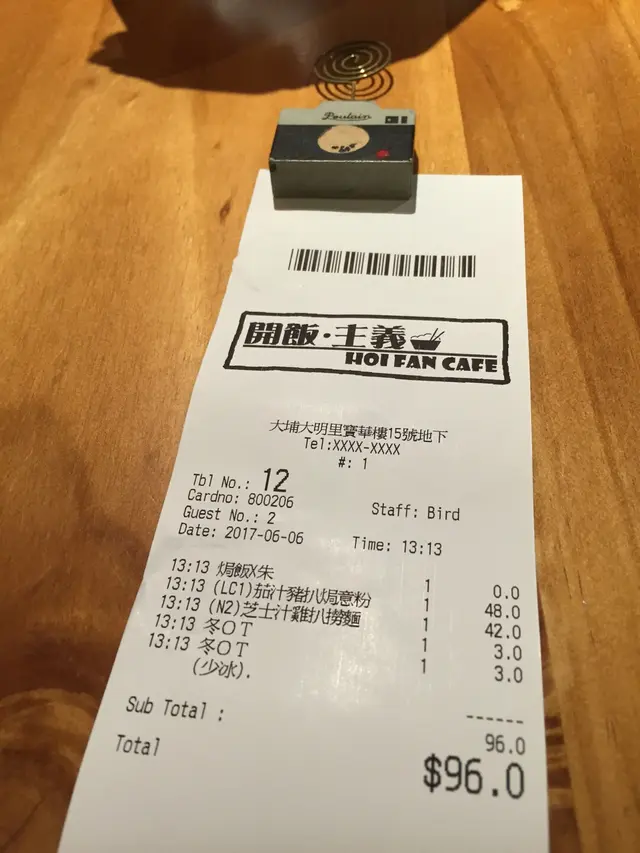 Poulain
開飯·主義
HOI FAN CAFE
大埔大明里寶華樓15號地下
Tel:XXXX-XXXX
#: 1
Tbl No.: 12
Cardno: 800206 Staff: Bird
Guest No.: 2
Date: 2017-06-06 Time: 13:13
13:13 焗飯X朱 1 0.0
13:13 (LC1)茄汁豬扒焗意粉 1 48.0
13:13 (N2)芝士汁雞扒撈麵 1 42.0
13:13 冬OT 1 3.0
13:13 冬OT 1 3.0
(少冰).
------
Sub Total : 96.0
Total $96.0